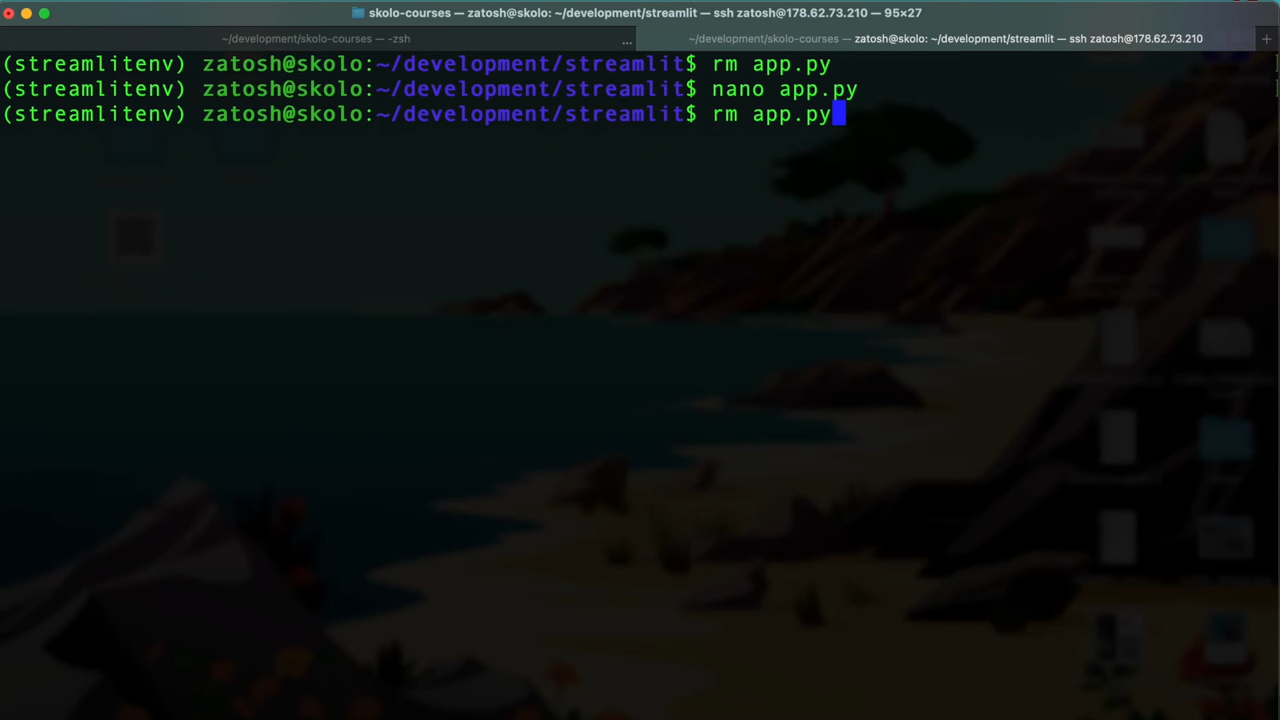 skolo-courses — zatosh@skolo: ~/development/streamlit — ssh zatosh@178.62.73.210 — 95×27
~/development/skolo-courses — -zsh ... ~/development/skolo-courses — zatosh@skolo: ~/development/streamlit — ssh zatosh@178.62.73.210 +
(streamlitenv) zatosh@skolo:~/development/streamlit$ rm app.py
(streamlitenv) zatosh@skolo:~/development/streamlit$ nano app.py
(streamlitenv) zatosh@skolo:~/development/streamlit$ rm app.py